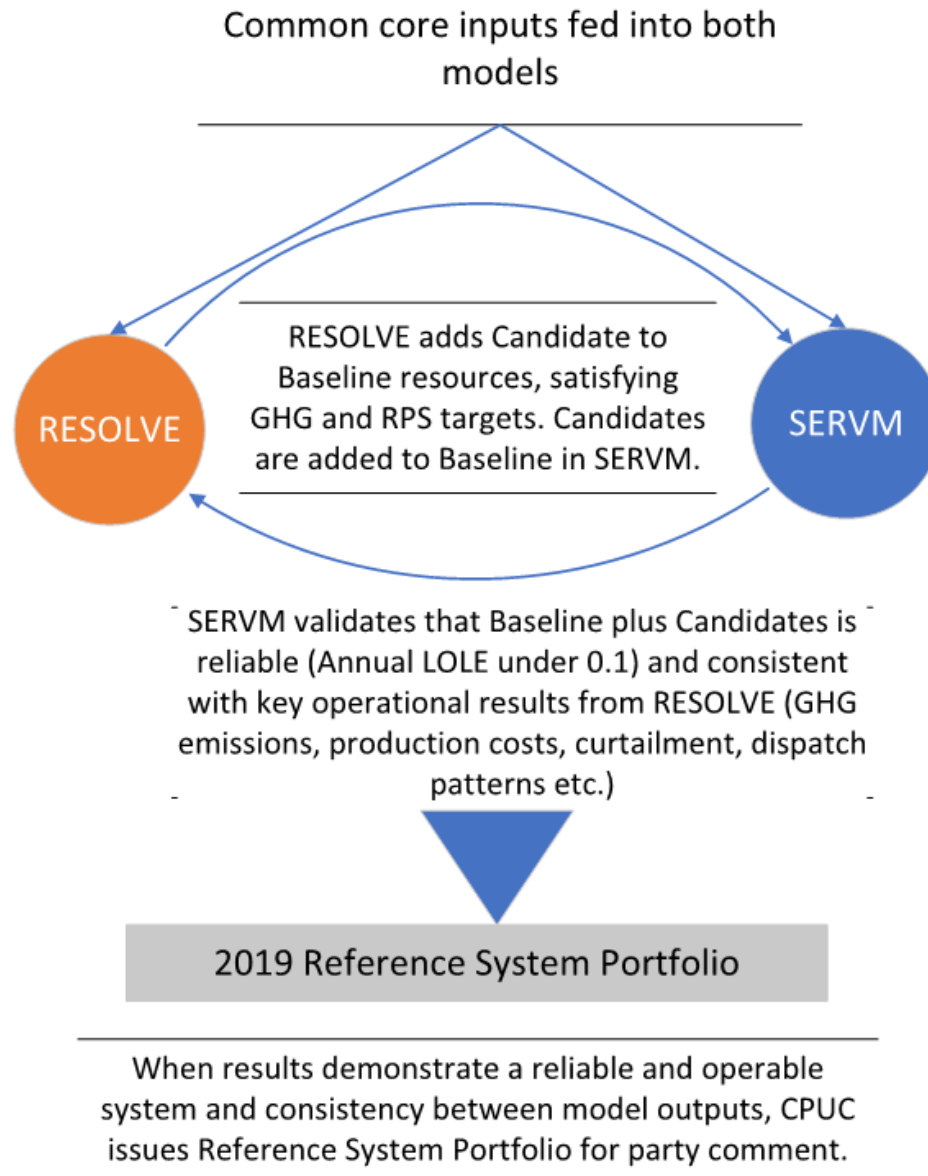 Common core inputs fed into both
models
RESOLVE adds Candidate to
Baseline resources, satisfying
GHG and RPS targets. Candidates
are added to Baseline in SERVM.
RESOLVE
SERVM
SERVM validates that Baseline plus Candidates is
reliable (Annual LOLE under 0.1) and consistent
with key operational results from RESOLVE (GHG
emissions, production costs, curtailment, dispatch
patterns etc.)
2019 Reference System Portfolio
When results demonstrate a reliable and operable
system and consistency between model outputs, CPUC
issues Reference System Portfolio for party comment.